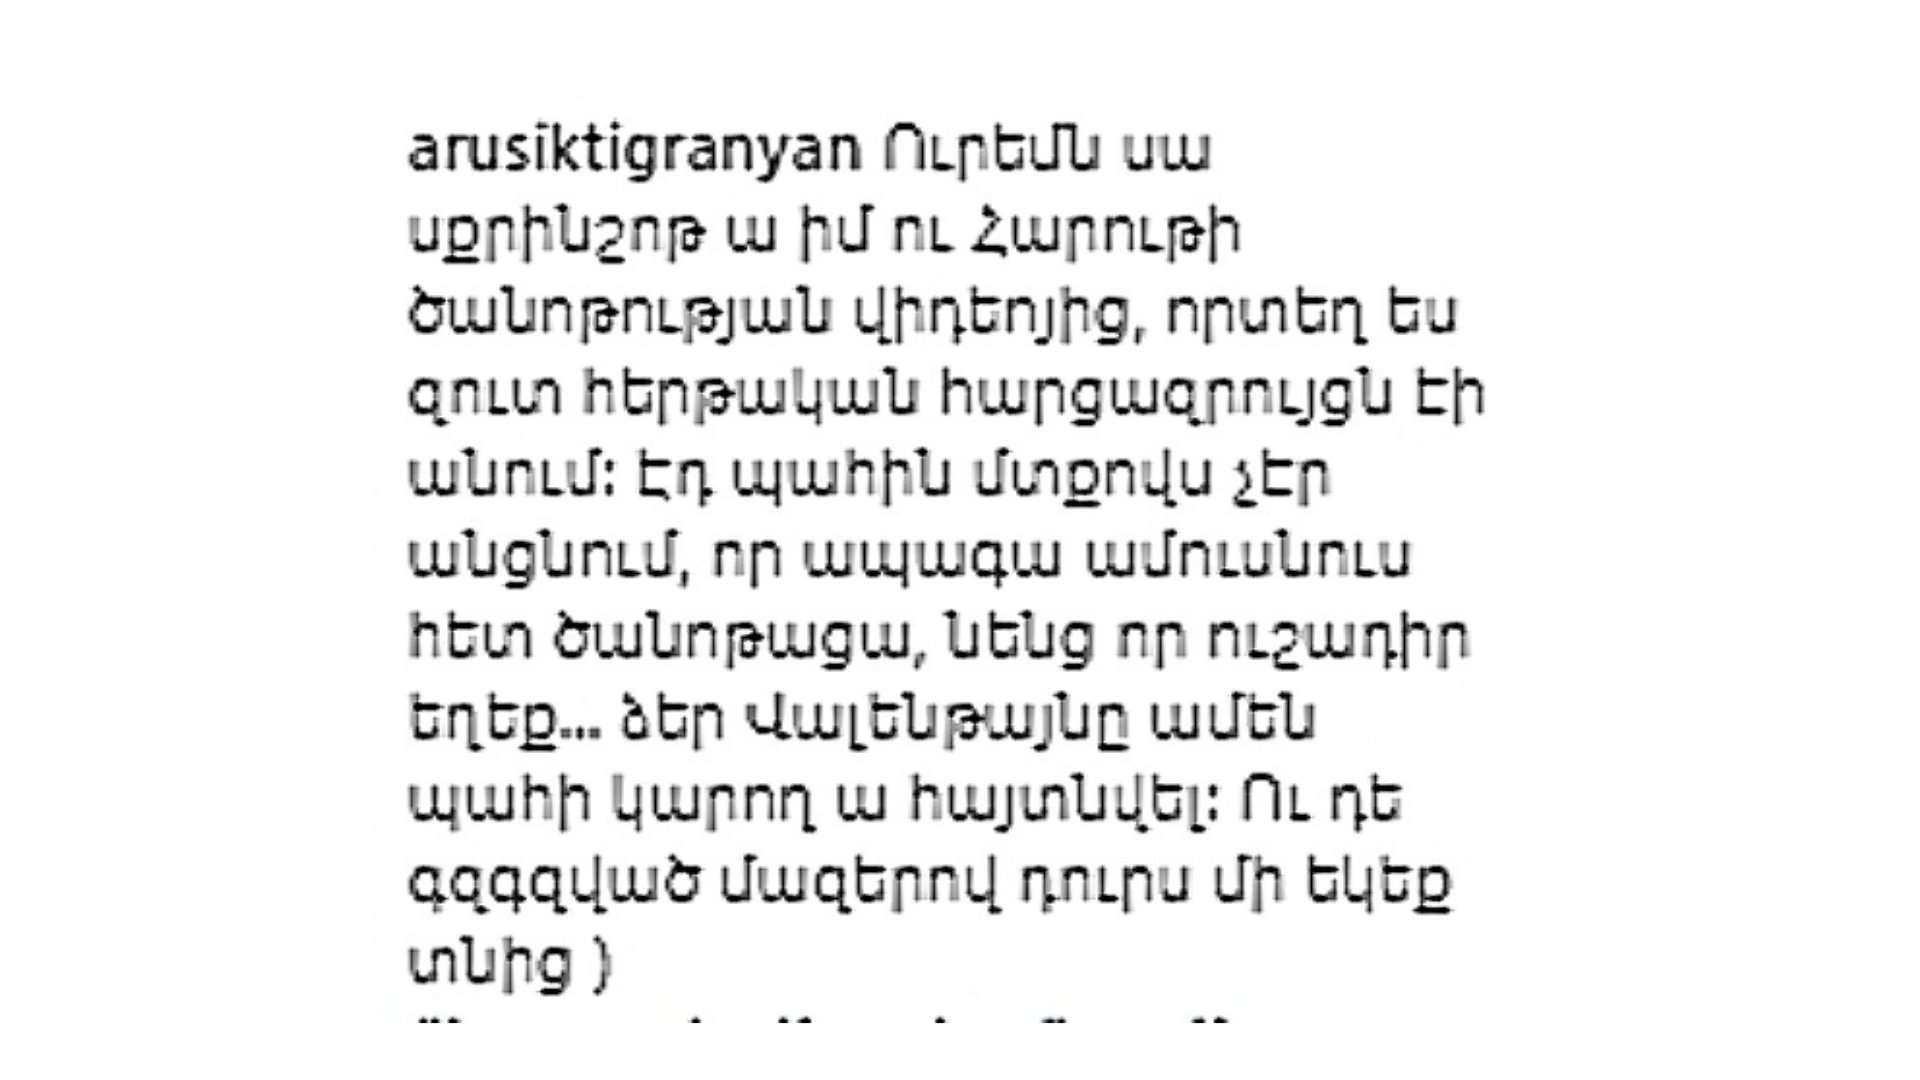 arusiktigranyan Ուրեմն սա
սքրինշոթ ա իմ ու Հարութի
ծանոթության վիդեոյից, որտեղ ես
զուտ հերթական հարցազրույցն էի
անում: Էդ պահին մտքովս չէր
անցնում, որ ապագա ամուսնուս
հետ ծանոթացա, նենց որ ուշադիր
եղեք... ձեր Վալենթայնը ամեն
պահի կարող ա հայտնվել: Ու դե
գզգզված մազերով դուրս մի եկեք
տնից )